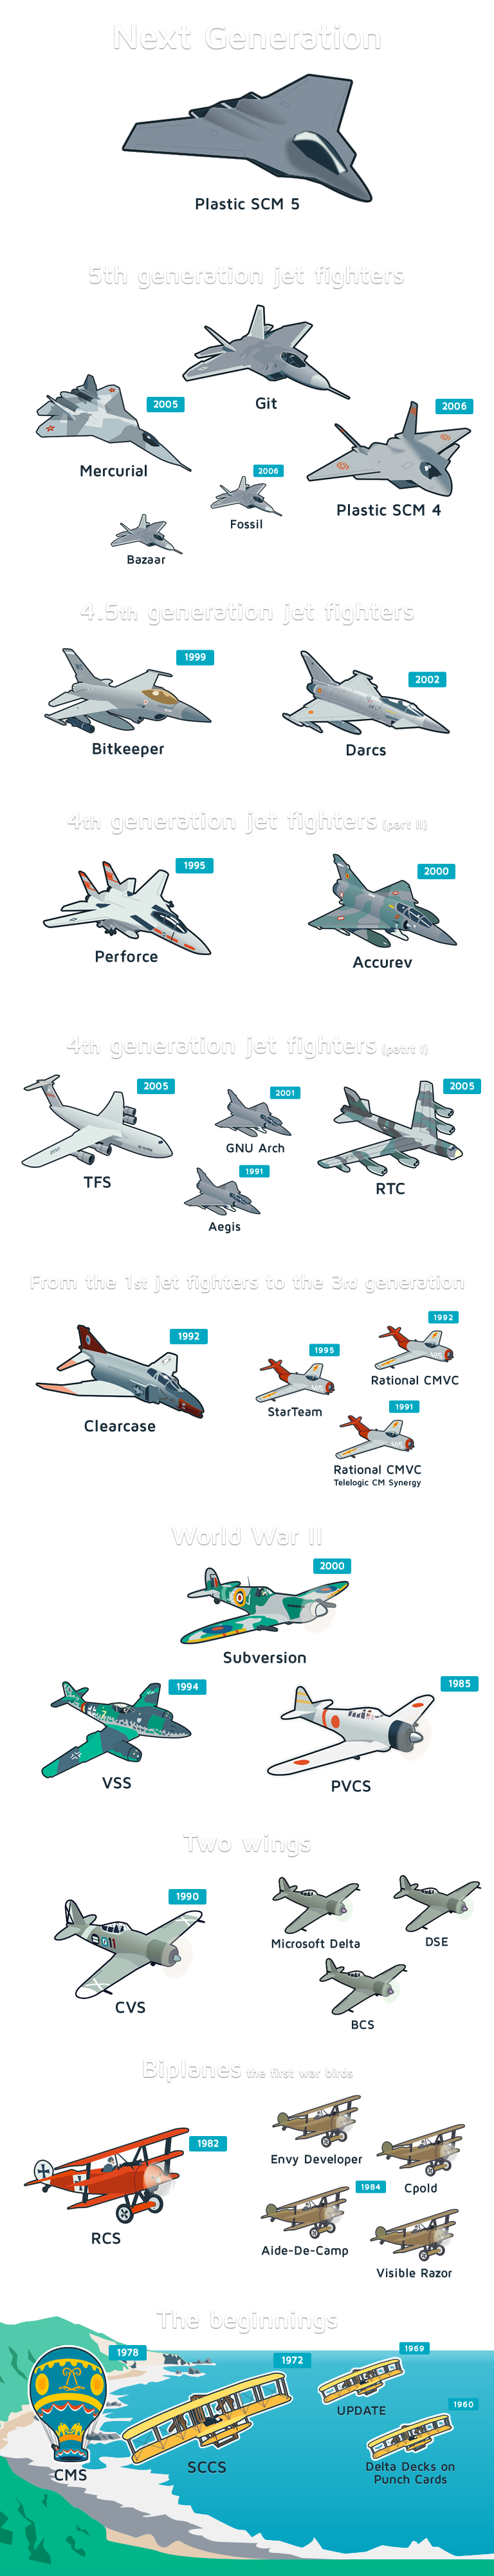 Next Generation
Plastic SCM 5
5th generation jet fighters
Git
2005
Mercurial
2006
Plastic SCM 4
2006
Fossil
Bazaar
4.5th generation jet fighters
1999
Bitkeeper
2002
Darcs
4th generation jet fighters (part II)
1995
Perforce
2000
Accurev
4th generation jet fighters (patrt I)
2005
TFS
2001
GNU Arch
1991
Aegis
2005
RTC
From the 1st jet fighters to the 3rd generation
1992
Clearcase
1995
StarTeam
1992
Rational CMVC
1991
Rational CMVC
Telelogic CM Synergy
World War II
2000
Subversion
1994
VSS
1985
PVCS
Two wings
1990
CVS
Microsoft Delta
DSE
BCS
Biplanes the first war birds
1982
RCS
Envy Developer
Cpold
1984
Aide-De-Camp
Visible Razor
The beginnings
1978
CMS
1972
SCCS
1969
UPDATE
1960
Delta Decks on
Punch Cards